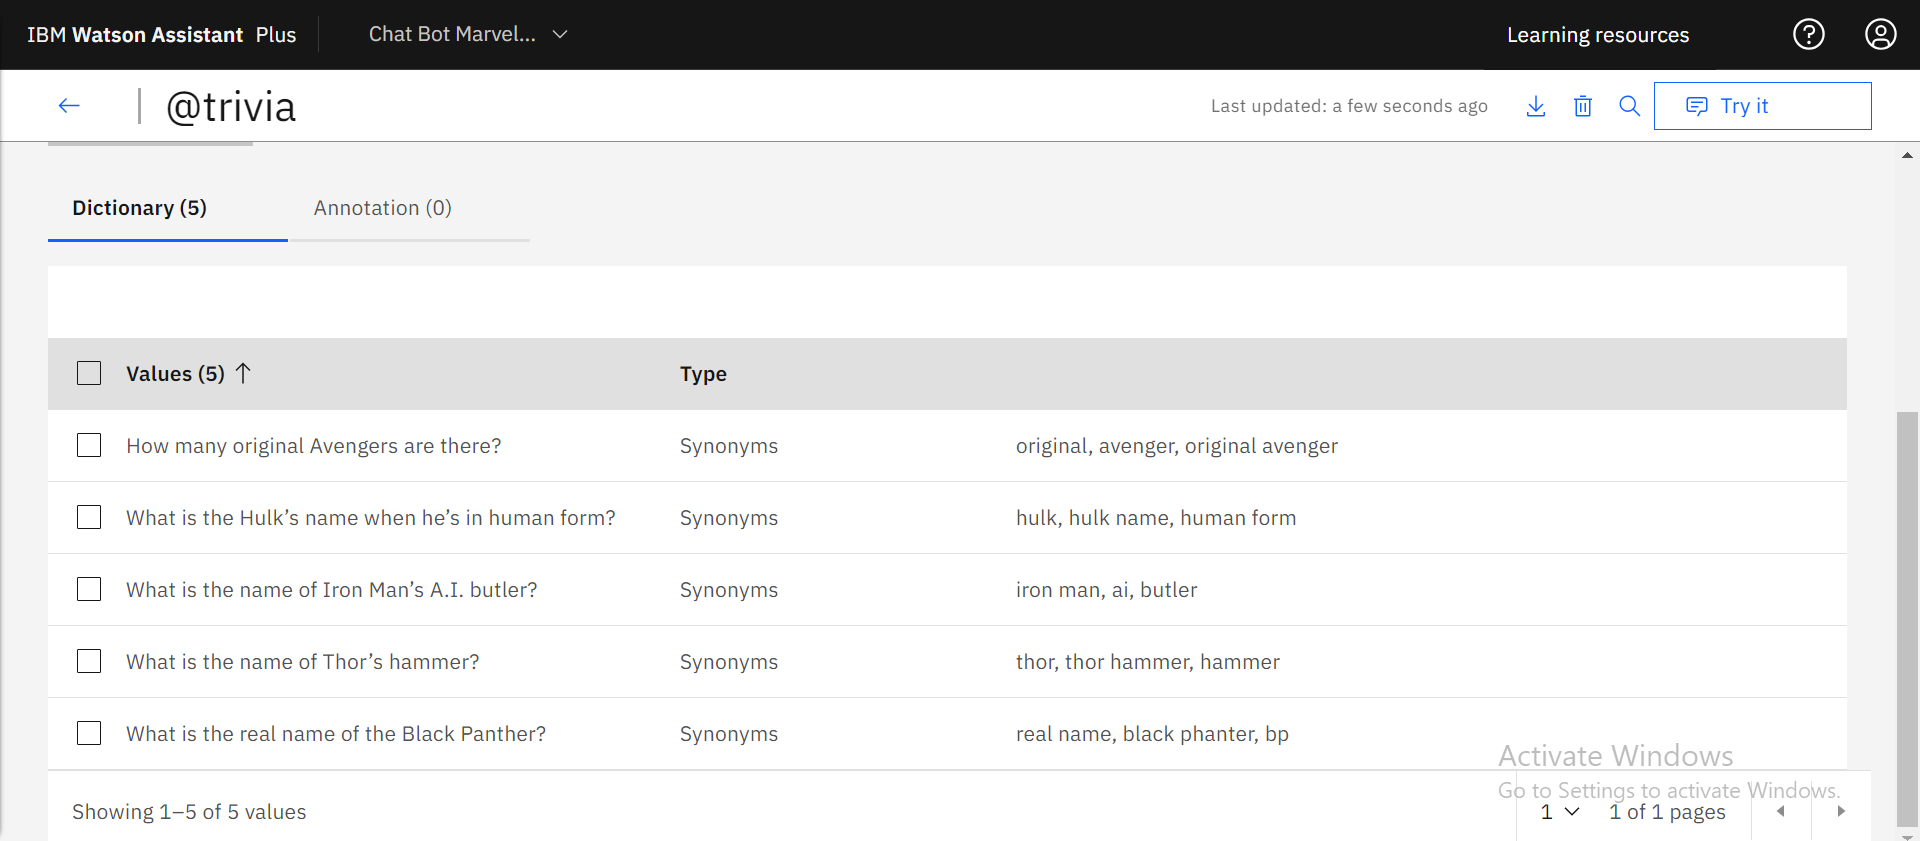 IBM Watson Assistant Plus Chat Bot Marvel... Learning resources
@trivia Last updated: a few seconds ago Try it
Dictionary (5) Annotation (0)
Values (5) Type
How many original Avengers are there? Synonyms original, avenger, original avenger
What is the Hulk’s name when he’s in human form? Synonyms hulk, hulk name, human form
What is the name of Iron Man’s A.I. butler? Synonyms iron man, ai, butler
What is the name of Thor’s hammer? Synonyms thor, thor hammer, hammer
What is the real name of the Black Panther? Synonyms real name, black phanter, bp
Activate Windows
Go to Settings to activate Windows.
Showing 1–5 of 5 values 1 1 of 1 pages